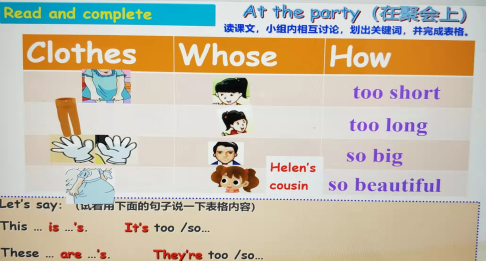 Read and complete
At the party（在聚会上）
读课文，小组内相互讨论，划出关键词，并完成表格。
Clothes Whose How
too short
too long
so big
Helen's
cousin
so beautiful
Let's say:（试着用下面的句子说一下表格内容）
This ... is ...'s. It's too /so...
These ... are ...'s. They're too /so...